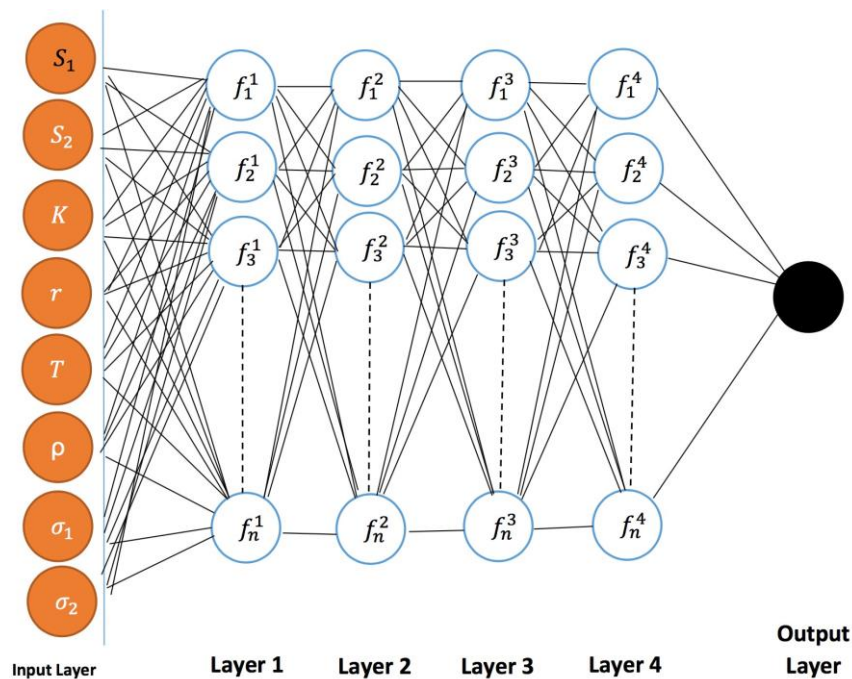 S₁
S₂
K
r
T
ρ
σ₁
σ₂
f₁¹ f₁² f₁³ f₁⁴
f₂¹ f₂² f₂³ f₂⁴
f₃¹ f₃² f₃³ f₃⁴
fₙ¹ fₙ² fₙ³ fₙ⁴
Input Layer
Layer 1
Layer 2
Layer 3
Layer 4
Output
Layer